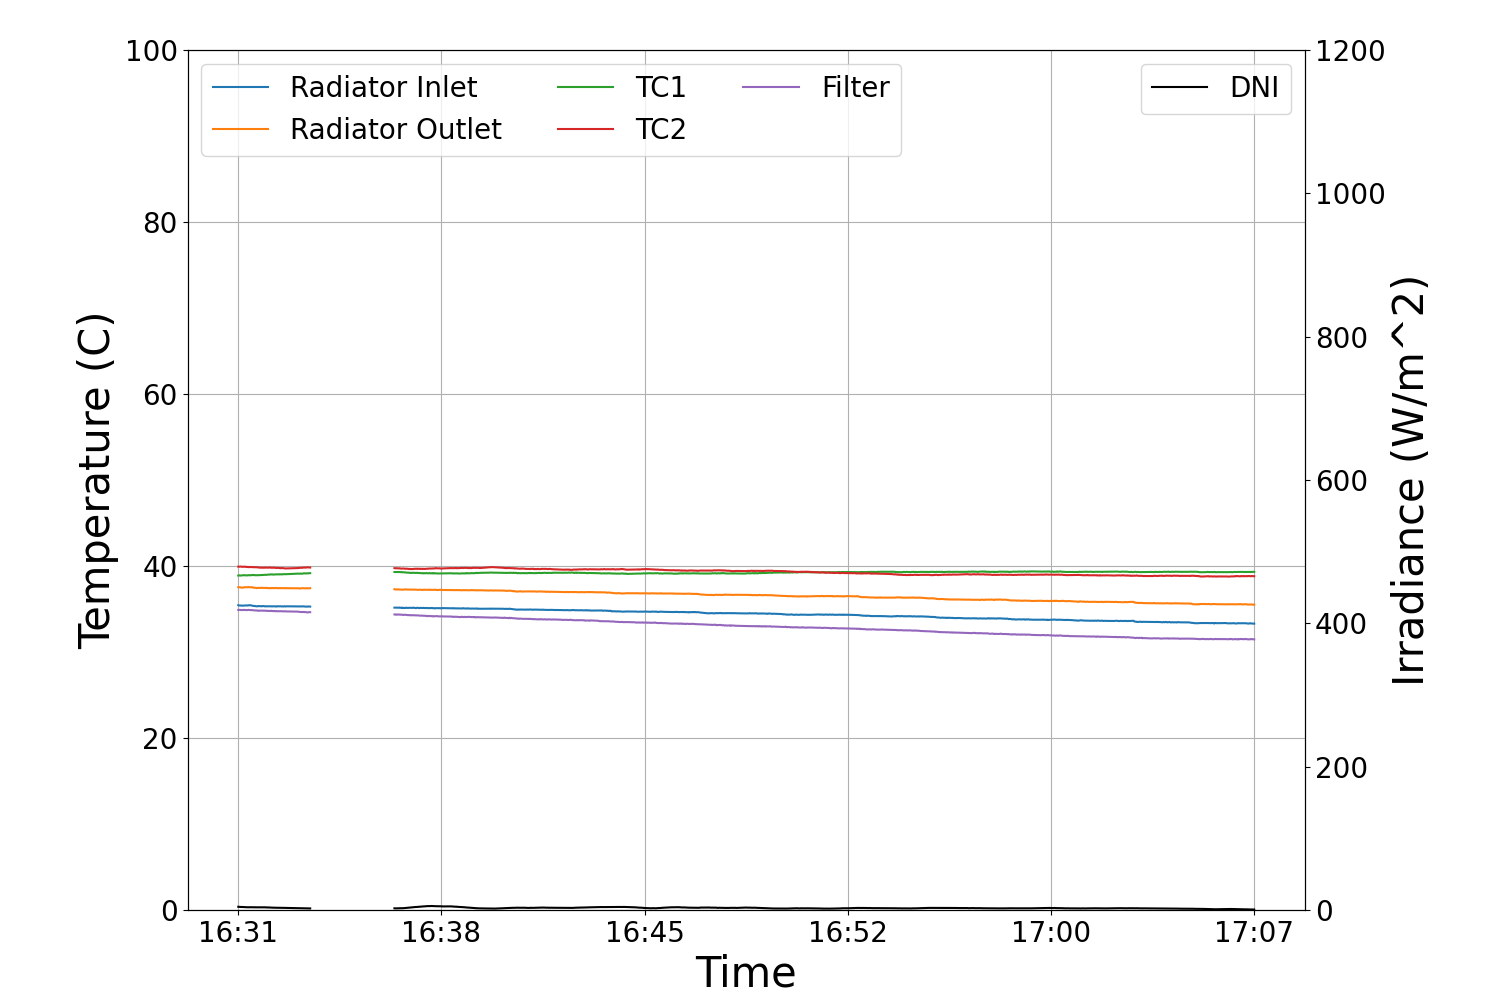 100
80
60
40
20
0
Temperature (C)
Radiator Inlet
Radiator Outlet
TC1
TC2
Filter
DNI
1200
1000
800
600
400
200
0
Irradiance (W/m^2)
16:31 16:38 16:45 16:52 17:00 17:07
Time